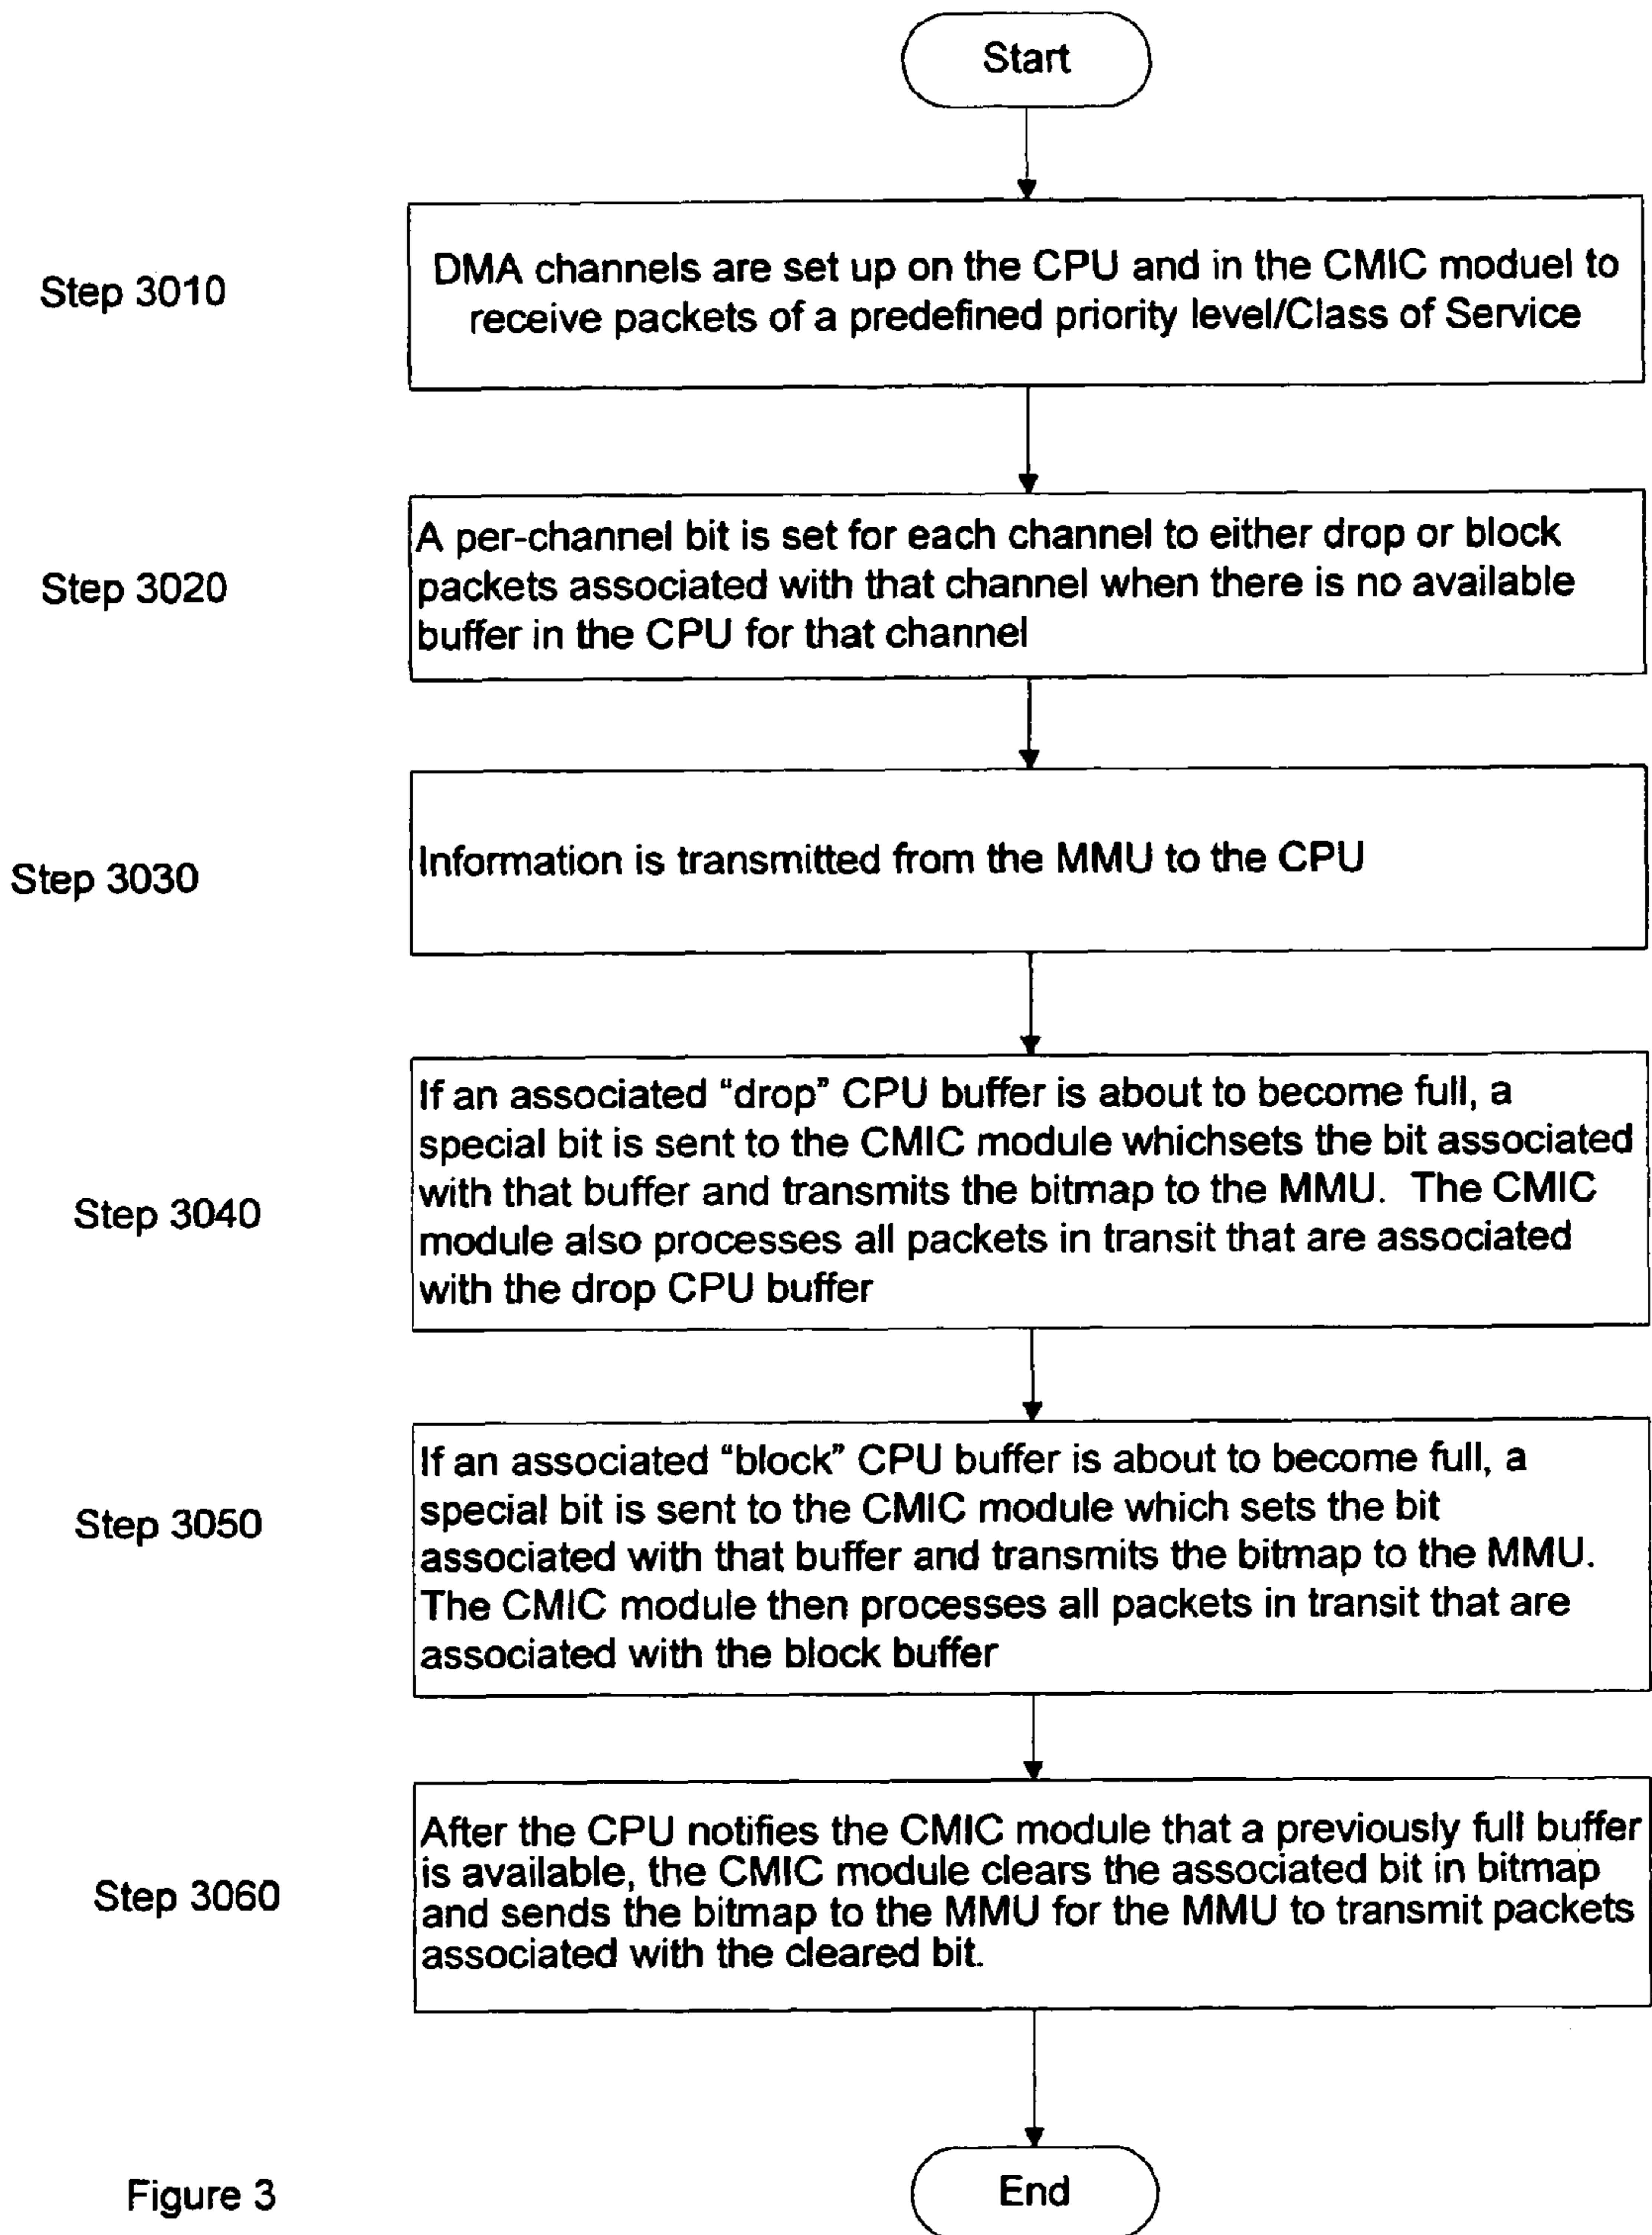 Start
Step 3010
DMA channels are set up on the CPU and in the CMIC moduel to
receive packets of a predefined priority level/Class of Service
Step 3020
A per-channel bit is set for each channel to either drop or block
packets associated with that channel when there is no available
buffer in the CPU for that channel
Step 3030
Information is transmitted from the MMU to the CPU
Step 3040
If an associated “drop” CPU buffer is about to become full, a
special bit is sent to the CMIC module whichsets the bit associated
with that buffer and transmits the bitmap to the MMU. The CMIC
module also processes all packets in transit that are associated
with the drop CPU buffer
Step 3050
If an associated “block” CPU buffer is about to become full, a
special bit is sent to the CMIC module which sets the bit
associated with that buffer and transmits the bitmap to the MMU.
The CMIC module then processes all packets in transit that are
associated with the block buffer
Step 3060
After the CPU notifies the CMIC module that a previously full buffer
is available, the CMIC module clears the associated bit in bitmap
and sends the bitmap to the MMU for the MMU to transmit packets
associated with the cleared bit.
End
Figure 3